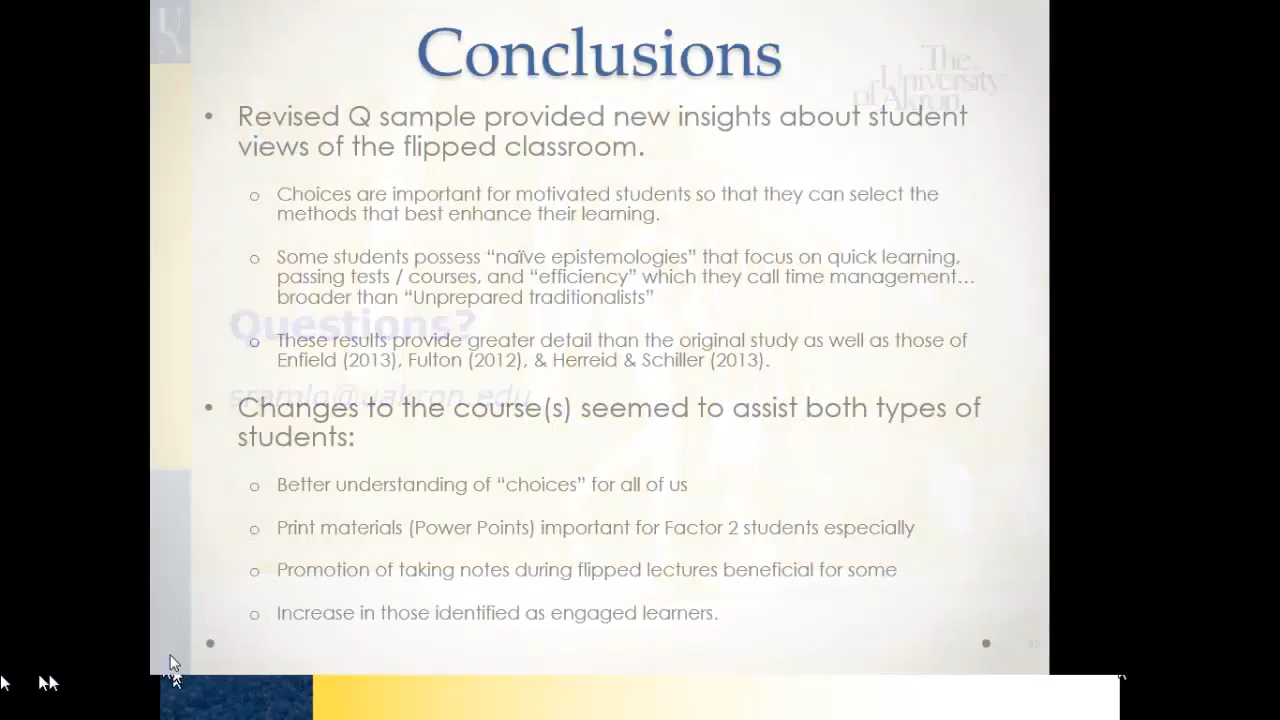 Conclusions
The
University
of Akron
• Revised Q sample provided new insights about student
views of the flipped classroom.
o Choices are important for motivated students so that they can select the
methods that best enhance their learning.
o Some students possess “naïve epistemologies” that focus on quick learning,
passing tests / courses, and “efficiency” which they call time management…
broader than “Unprepared traditionalists”
Questions?
o These results provide greater detail than the original study as well as those of
Enfield (2013), Fulton (2012), & Herreid & Schiller (2013).
sramlo@uakron.edu
• Changes to the course(s) seemed to assist both types of
students:
o Better understanding of “choices” for all of us
o Print materials (Power Points) important for Factor 2 students especially
o Promotion of taking notes during flipped lectures beneficial for some
o Increase in those identified as engaged learners.